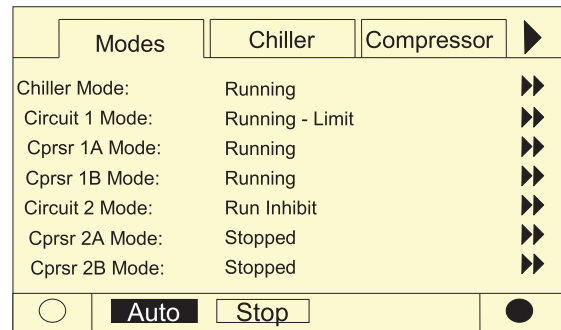 Modes Chiller Compressor
Chiller Mode: Running
Circuit 1 Mode: Running - Limit
Cprsr 1A Mode: Running
Cprsr 1B Mode: Running
Circuit 2 Mode: Run Inhibit
Cprsr 2A Mode: Stopped
Cprsr 2B Mode: Stopped
Auto Stop